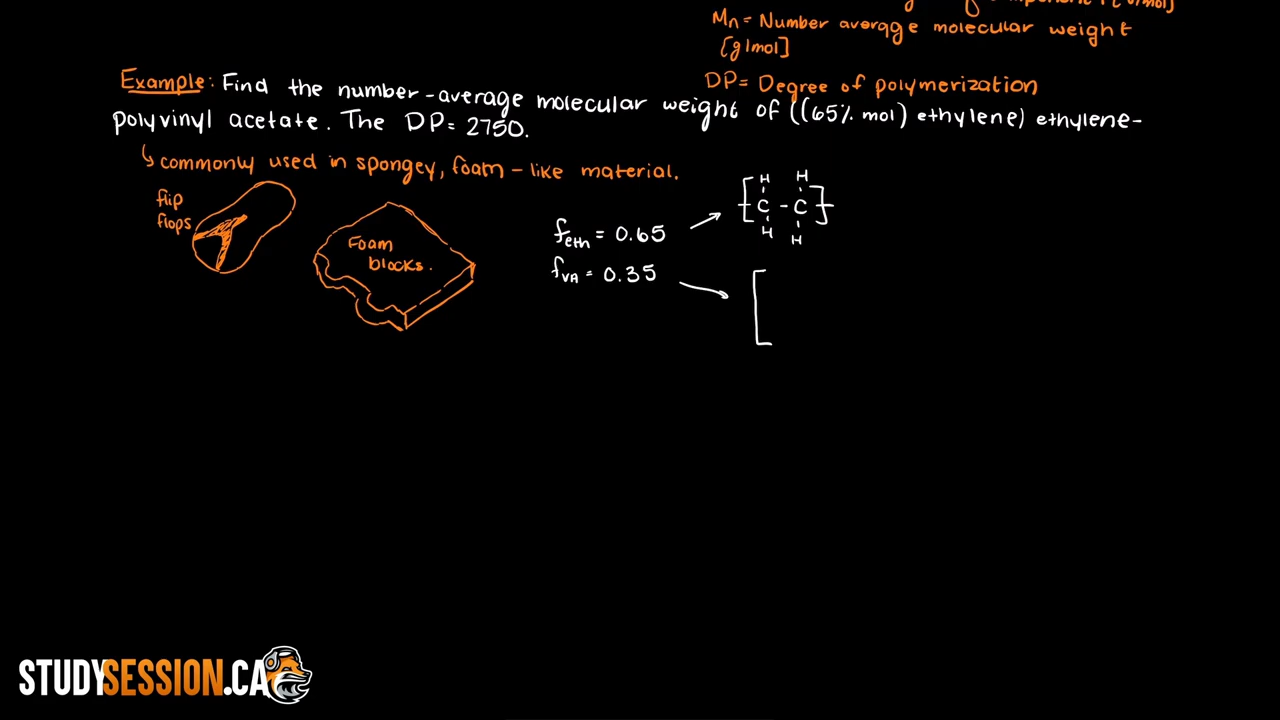 Mn = Number average molecular weight
[g/mol]
DP = Degree of polymerization
Example: Find the number-average molecular weight of ((65% mol) ethylene) ethylene-
polyvinyl acetate. The DP = 2750.
↳ commonly used in spongey, foam-like material.
flip
flops
Foam
blocks.
feth = 0.65
fVA = 0.35
H H
C - C
H H
STUDYSESSION.CA